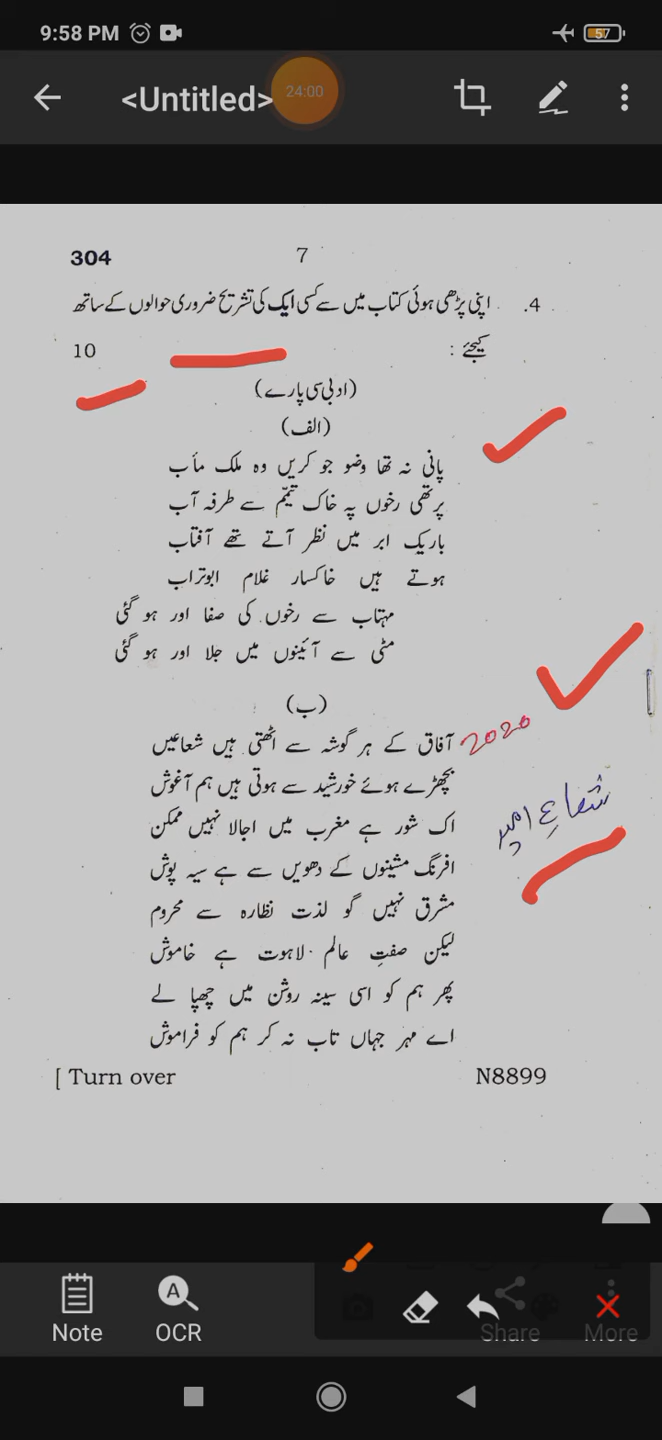 9:58 PM
57
<Untitled>
24:00
304
7
4. اپنی پڑھی ہوئی کتاب میں سے کسی ایک کی تشریح ضروری حوالوں کے ساتھ
کیجئے : 10
(ادبی سی پارے)
(الف)
پانی نہ تھا وضو جو کریں وہ ملک مآب
پر تھی رخوں پہ خاک تیمّم سے طرفہ آب
باریک ابر میں نظر آتے تھے آفتاب
ہوتے ہیں خاکسار غلام ابوتراب
مہتاب سے رخوں کی صفا اور ہو گئی
مٹی سے آئینوں میں جلا اور ہو گئی
(ب)
آفاق کے ہر گوشہ سے اٹھتی ہیں شعاعیں 2020
بچھڑے ہوئے خورشید سے ہوتی ہیں ہم آغوش
شعاعِ امید
اک شور ہے مغرب میں اجالا نہیں ممکن
افرنگ مشینوں کے دھویں سے ہے سیہ پوش
مشرق نہیں گو لذت نظارہ سے محروم
لیکن صفتِ عالم لاہوت ہے خاموش
پھر ہم کو اسی سینہ روشن میں چھپا لے
اے مہر جہاں تاب نہ کر ہم کو فراموش
[ Turn over
N8899
Note
OCR
Share
More